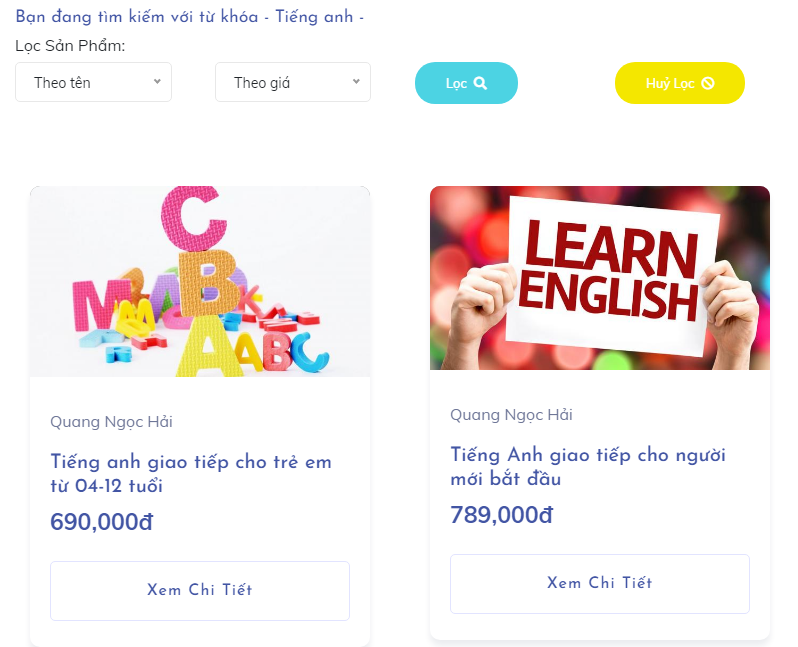 Bạn đang tìm kiếm với từ khóa - Tiếng anh -
Lọc Sản Phẩm:
Theo tên
Theo giá
Lọc
Huỷ Lọc
C
B
A
M
M
A
B
C
LEARN
ENGLISH
Quang Ngọc Hải
Tiếng anh giao tiếp cho trẻ em
từ 04-12 tuổi
690,000đ
Xem Chi Tiết
Quang Ngọc Hải
Tiếng Anh giao tiếp cho người
mới bắt đầu
789,000đ
Xem Chi Tiết